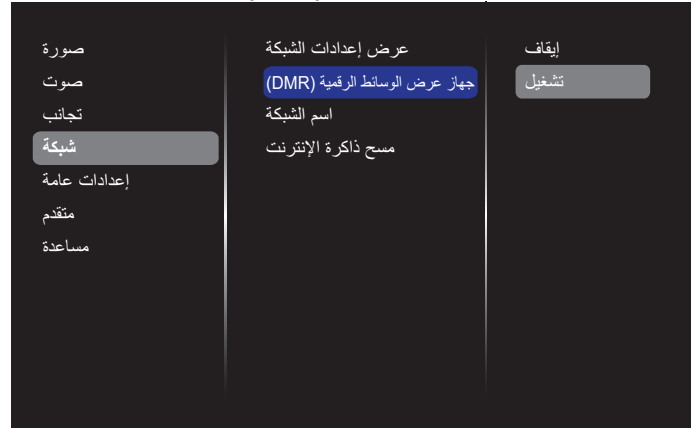 صورة
صوت
تجانب
شبكة
إعدادات عامة
متقدم
مساعدة
عرض إعدادات الشبكة
جهاز عرض الوسائط الرقمية (DMR)
اسم الشبكة
مسح ذاكرة الإنترنت
إيقاف
تشغيل